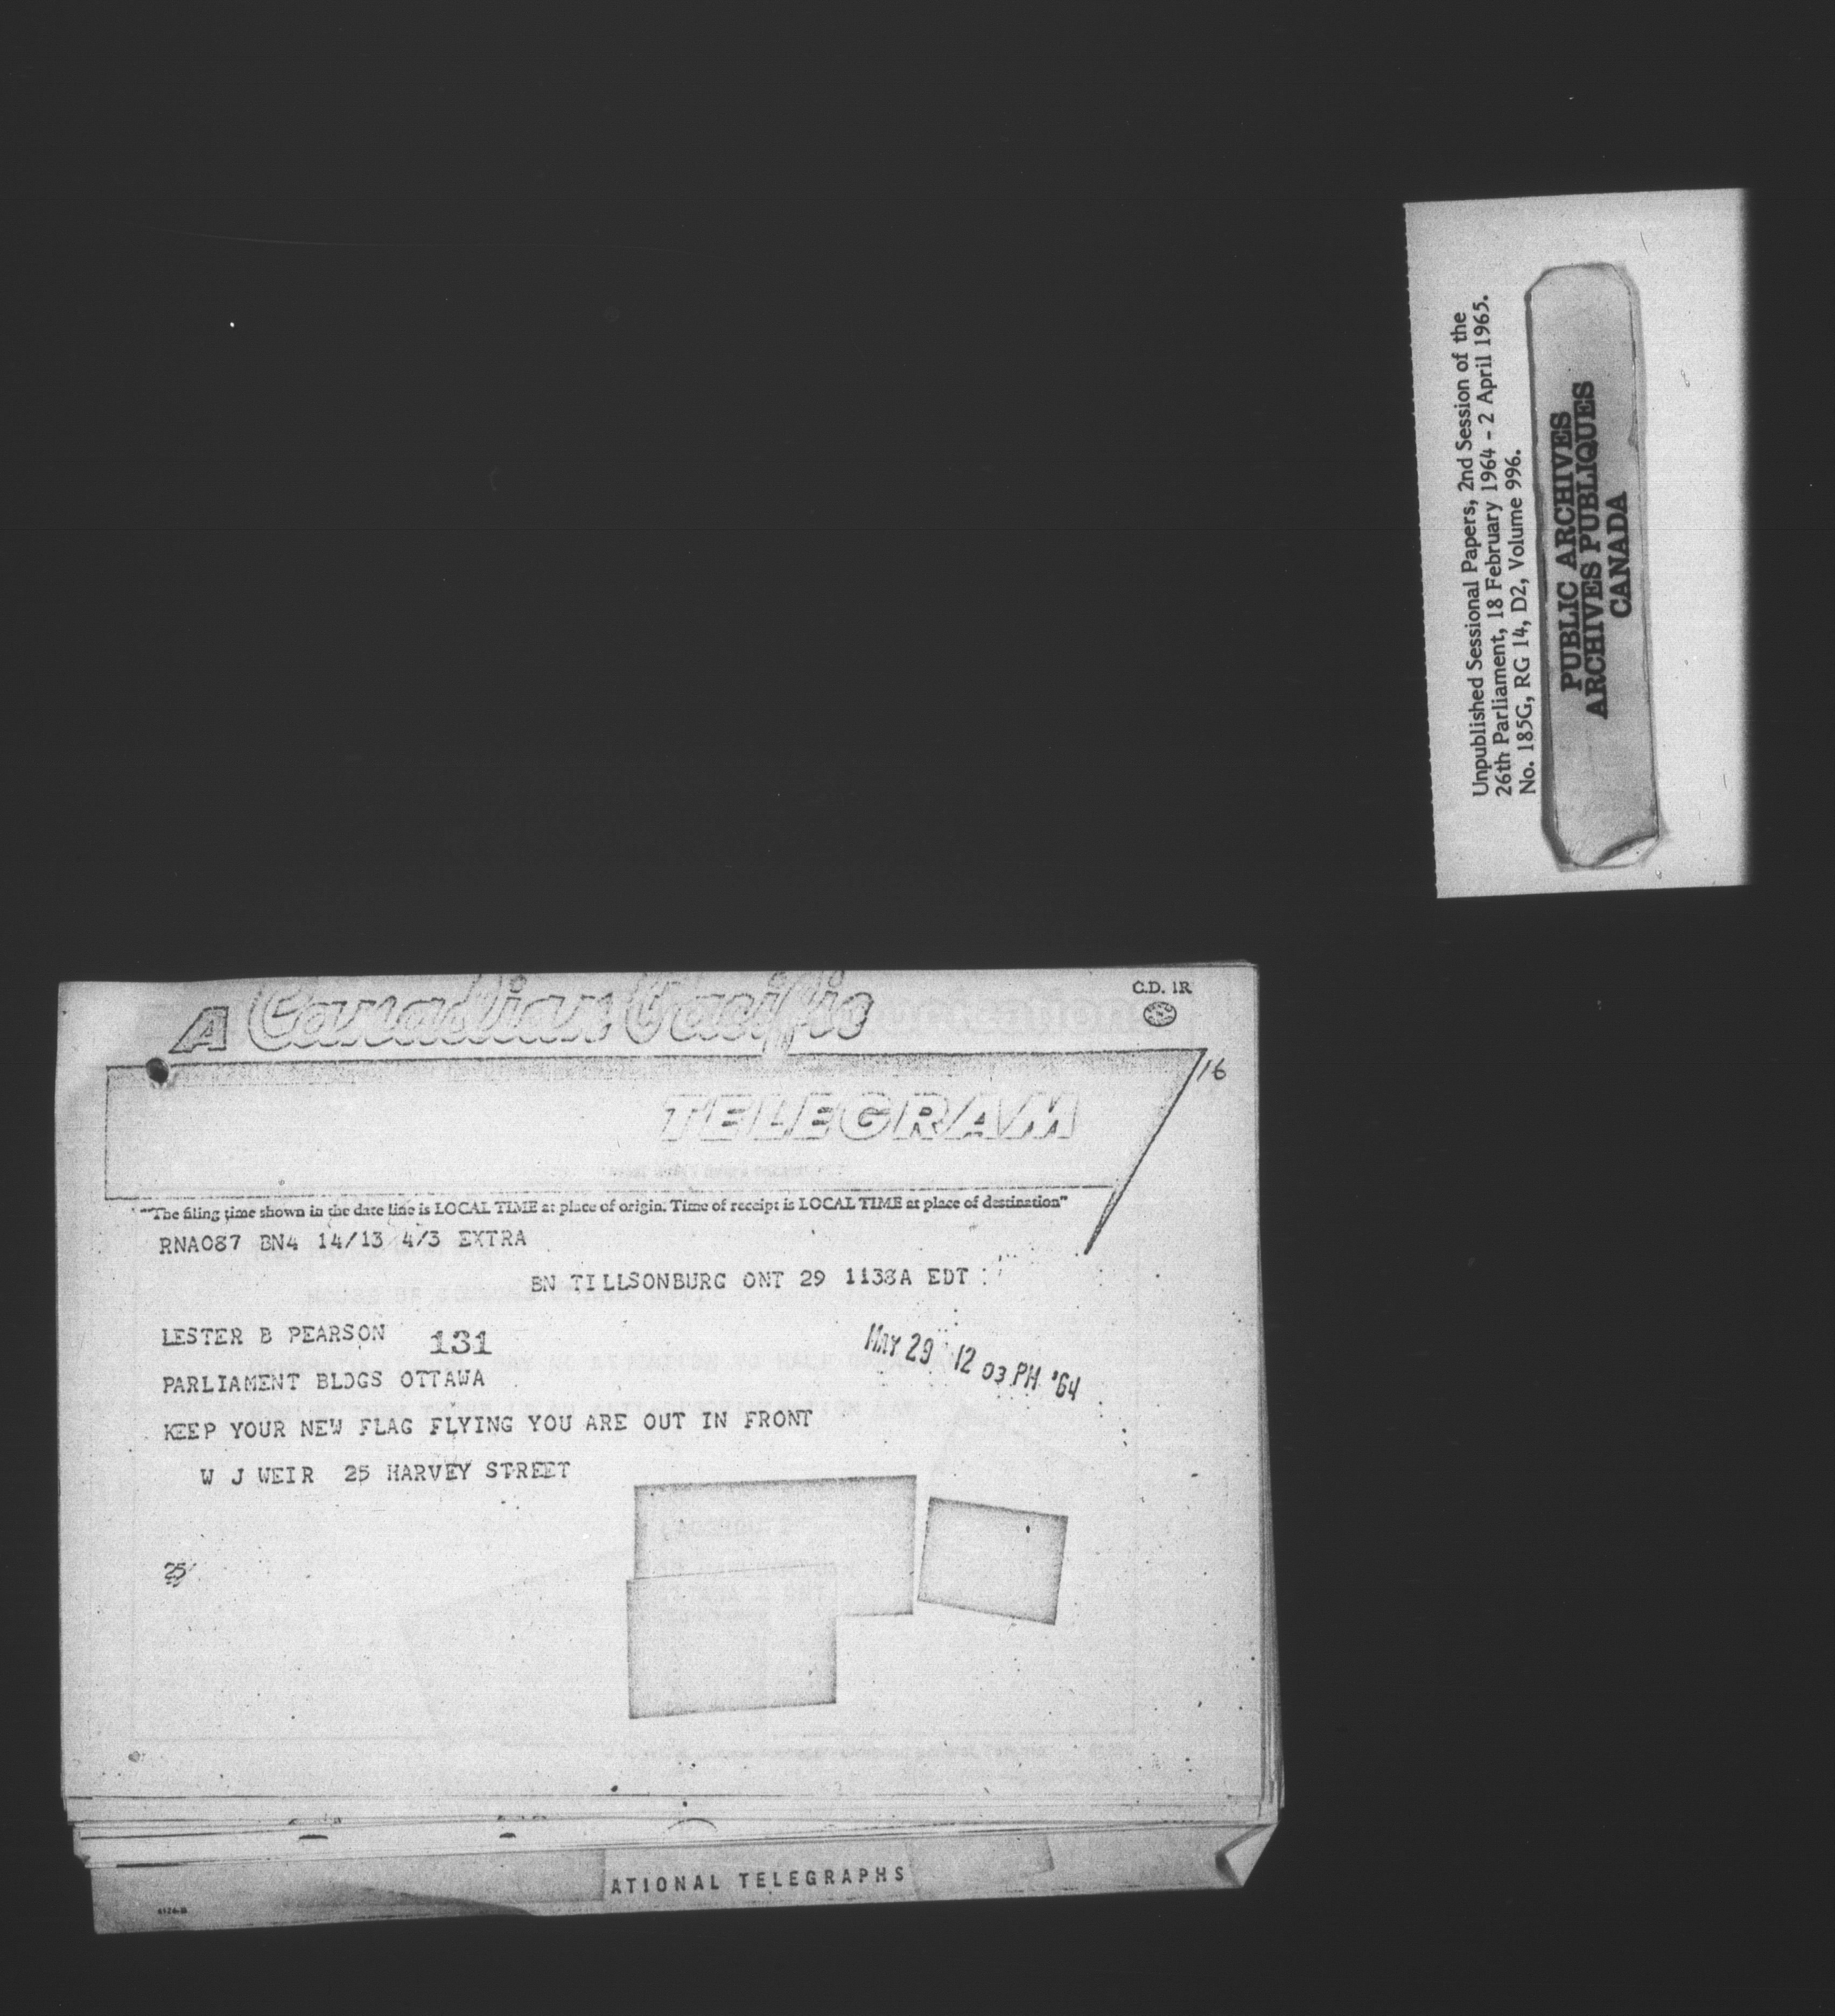 Unpublished Sessional Papers, 2nd Session of the
26th Parliament, 18 February 1964 - 2 April 1965.
No. 185G, RG 14, D2, Volume 996.
PUBLIC ARCHIVES
ARCHIVES PUBLIQUES
CANADA
A Canadian Pacific
C.D. 1R
16
TELEGRAM
"The filing time shown in the date line is LOCAL TIME at place of origin. Time of receipt is LOCAL TIME at place of destination"
RNA087 BN4 14/13 4/3 EXTRA
BN TILLSONBURG ONT 29 1138A EDT
LESTER B PEARSON 131
MAY 29 12 03 PM '64
PARLIAMENT BLDGS OTTAWA
KEEP YOUR NEW FLAG FLYING YOU ARE OUT IN FRONT
W J WEIR 25 HARVEY STREET
25
ATIONAL TELEGRAPHS
6126-B